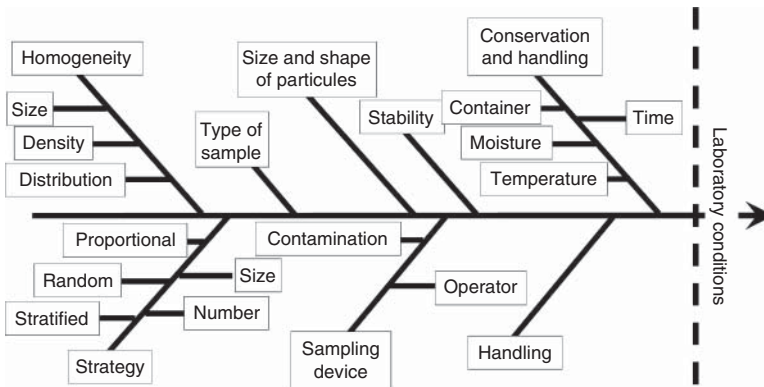 Homogeneity
Size
Density
Distribution
Type of
sample
Size and shape
of particules
Stability
Conservation
and handling
Container
Time
Moisture
Temperature
Proportional
Size
Random
Number
Stratified
Strategy
Contamination
Operator
Sampling
device
Handling
Laboratory conditions